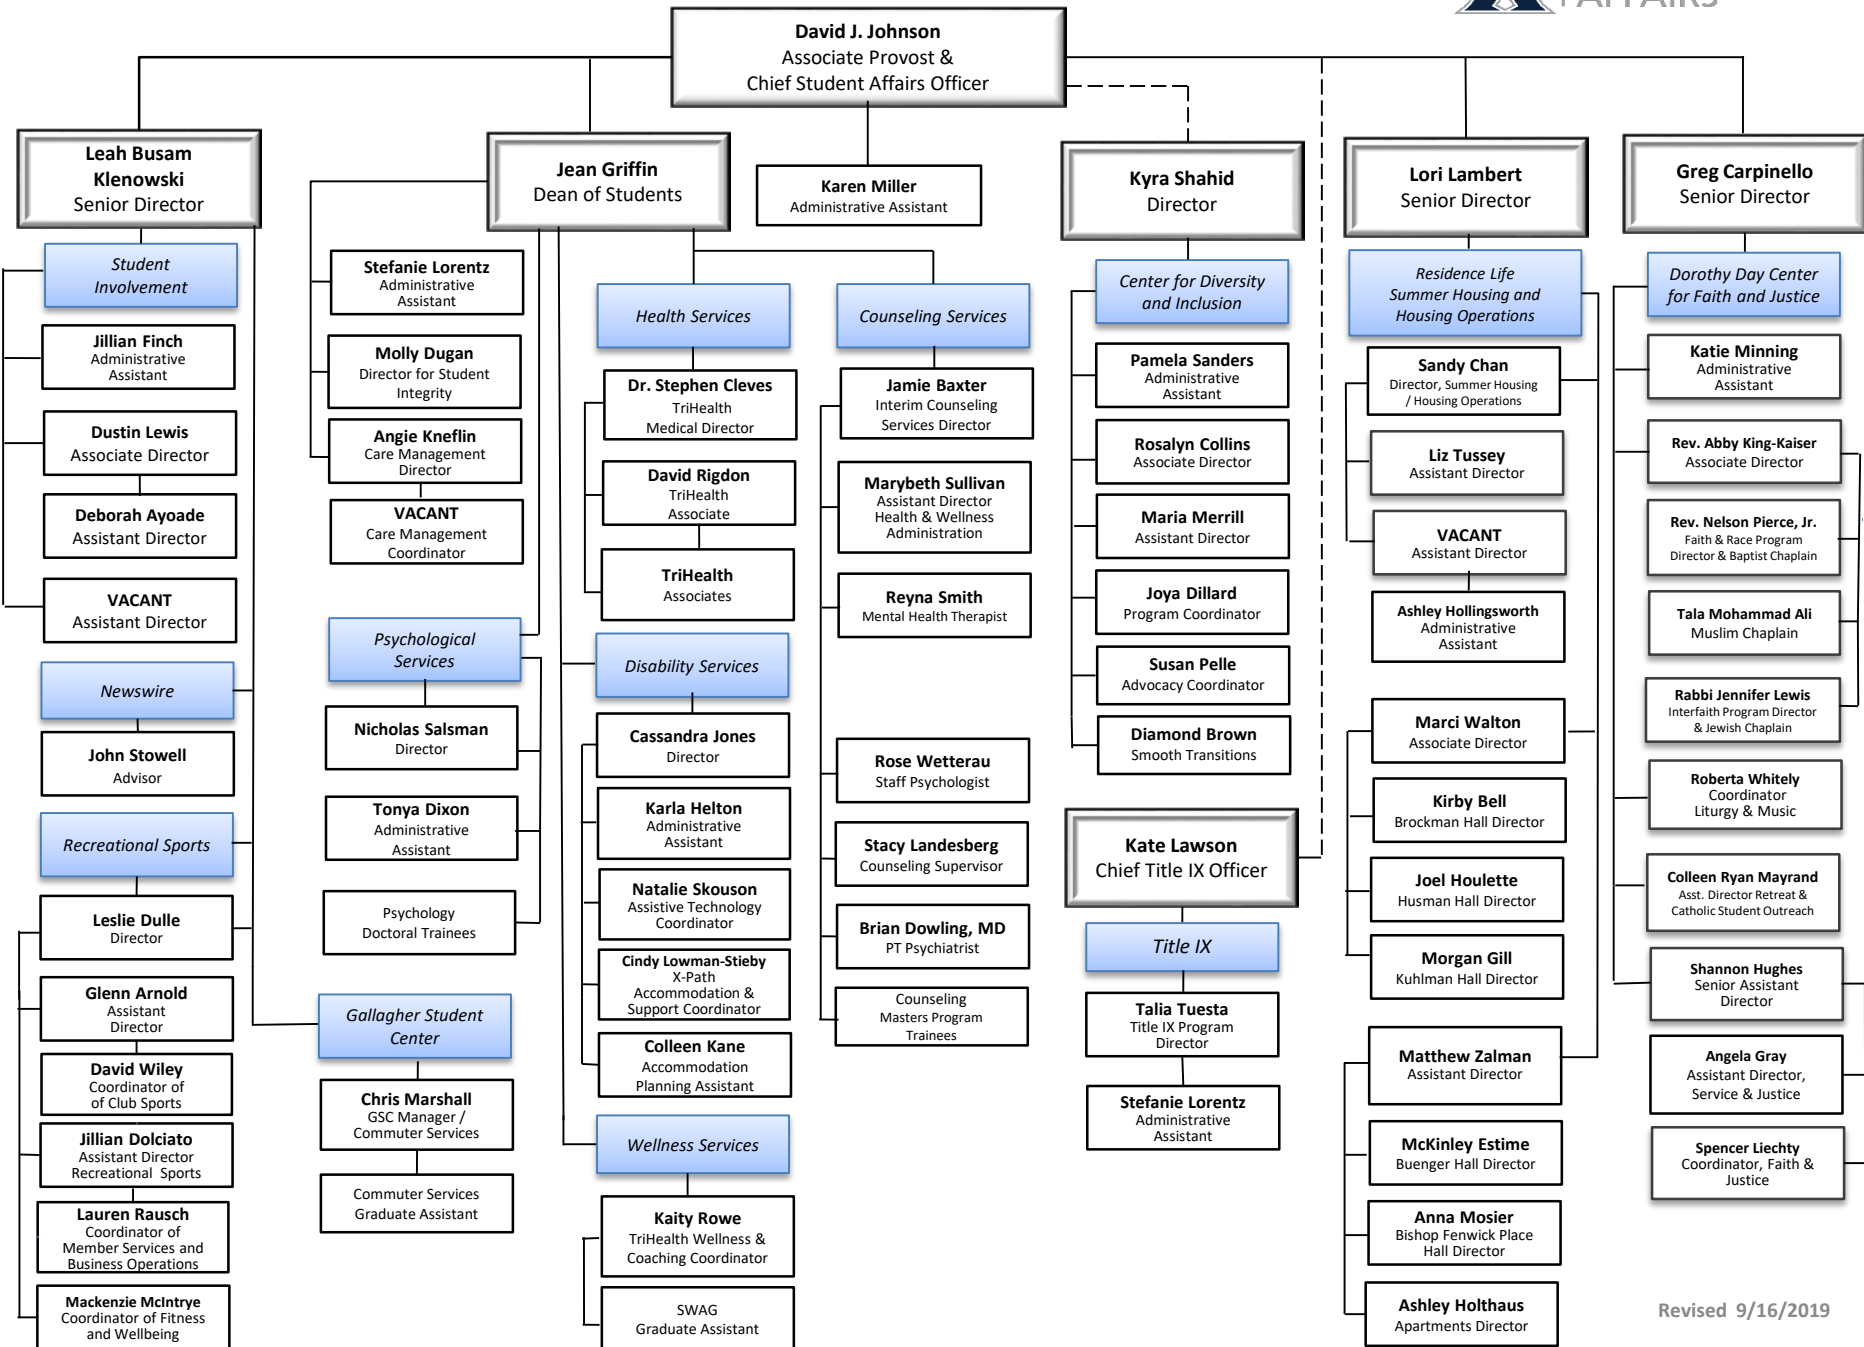 AFFAIRS
David J. Johnson
Associate Provost &
Chief Student Affairs Officer
Leah Busam
Klenowski
Senior Director
Jean Griffin
Dean of Students
Karen Miller
Administrative Assistant
Kyra Shahid
Director
Lori Lambert
Senior Director
Greg Carpinello
Senior Director
Student
Involvement
Jillian Finch
Administrative
Assistant
Dustin Lewis
Associate Director
Deborah Ayoade
Assistant Director
VACANT
Assistant Director
Newswire
John Stowell
Advisor
Recreational Sports
Leslie Dulle
Director
Glenn Arnold
Assistant
Director
David Wiley
Coordinator of
of Club Sports
Jillian Dolciato
Assistant Director
Recreational Sports
Lauren Rausch
Coordinator of
Member Services and
Business Operations
Mackenzie McIntrye
Coordinator of Fitness
and Wellbeing
Stefanie Lorentz
Administrative
Assistant
Molly Dugan
Director for Student
Integrity
Angie Kneflin
Care Management
Director
VACANT
Care Management
Coordinator
Psychological
Services
Nicholas Salsman
Director
Tonya Dixon
Administrative
Assistant
Psychology
Doctoral Trainees
Gallagher Student
Center
Chris Marshall
GSC Manager /
Commuter Services
Commuter Services
Graduate Assistant
Health Services
Dr. Stephen Cleves
TriHealth
Medical Director
David Rigdon
TriHealth
Associate
TriHealth
Associates
Disability Services
Cassandra Jones
Director
Karla Helton
Administrative
Assistant
Natalie Skouson
Assistive Technology
Coordinator
Cindy Lowman-Stieby
X-Path
Accommodation &
Support Coordinator
Colleen Kane
Accommodation
Planning Assistant
Wellness Services
Kaity Rowe
TriHealth Wellness &
Coaching Coordinator
SWAG
Graduate Assistant
Counseling Services
Jamie Baxter
Interim Counseling
Services Director
Marybeth Sullivan
Assistant Director
Health & Wellness
Administration
Reyna Smith
Mental Health Therapist
Rose Wetterau
Staff Psychologist
Stacy Landesberg
Counseling Supervisor
Brian Dowling, MD
PT Psychiatrist
Counseling
Masters Program
Trainees
Center for Diversity
and Inclusion
Pamela Sanders
Administrative
Assistant
Rosalyn Collins
Associate Director
Maria Merrill
Assistant Director
Joya Dillard
Program Coordinator
Susan Pelle
Advocacy Coordinator
Diamond Brown
Smooth Transitions
Kate Lawson
Chief Title IX Officer
Title IX
Talia Tuesta
Title IX Program
Director
Stefanie Lorentz
Administrative
Assistant
Residence Life
Summer Housing and
Housing Operations
Sandy Chan
Director, Summer Housing
/ Housing Operations
Liz Tussey
Assistant Director
VACANT
Assistant Director
Ashley Hollingsworth
Administrative
Assistant
Marci Walton
Associate Director
Kirby Bell
Brockman Hall Director
Joel Houlette
Husman Hall Director
Morgan Gill
Kuhlman Hall Director
Matthew Zalman
Assistant Director
McKinley Estime
Buenger Hall Director
Anna Mosier
Bishop Fenwick Place
Hall Director
Ashley Holthaus
Apartments Director
Dorothy Day Center
for Faith and Justice
Katie Minning
Administrative
Assistant
Rev. Abby King-Kaiser
Associate Director
Rev. Nelson Pierce, Jr.
Faith & Race Program
Director & Baptist Chaplain
Tala Mohammad Ali
Muslim Chaplain
Rabbi Jennifer Lewis
Interfaith Program Director
& Jewish Chaplain
Roberta Whitely
Coordinator
Liturgy & Music
Colleen Ryan Mayrand
Asst. Director Retreat &
Catholic Student Outreach
Shannon Hughes
Senior Assistant
Director
Angela Gray
Assistant Director,
Service & Justice
Spencer Liechty
Coordinator, Faith &
Justice
Revised 9/16/2019